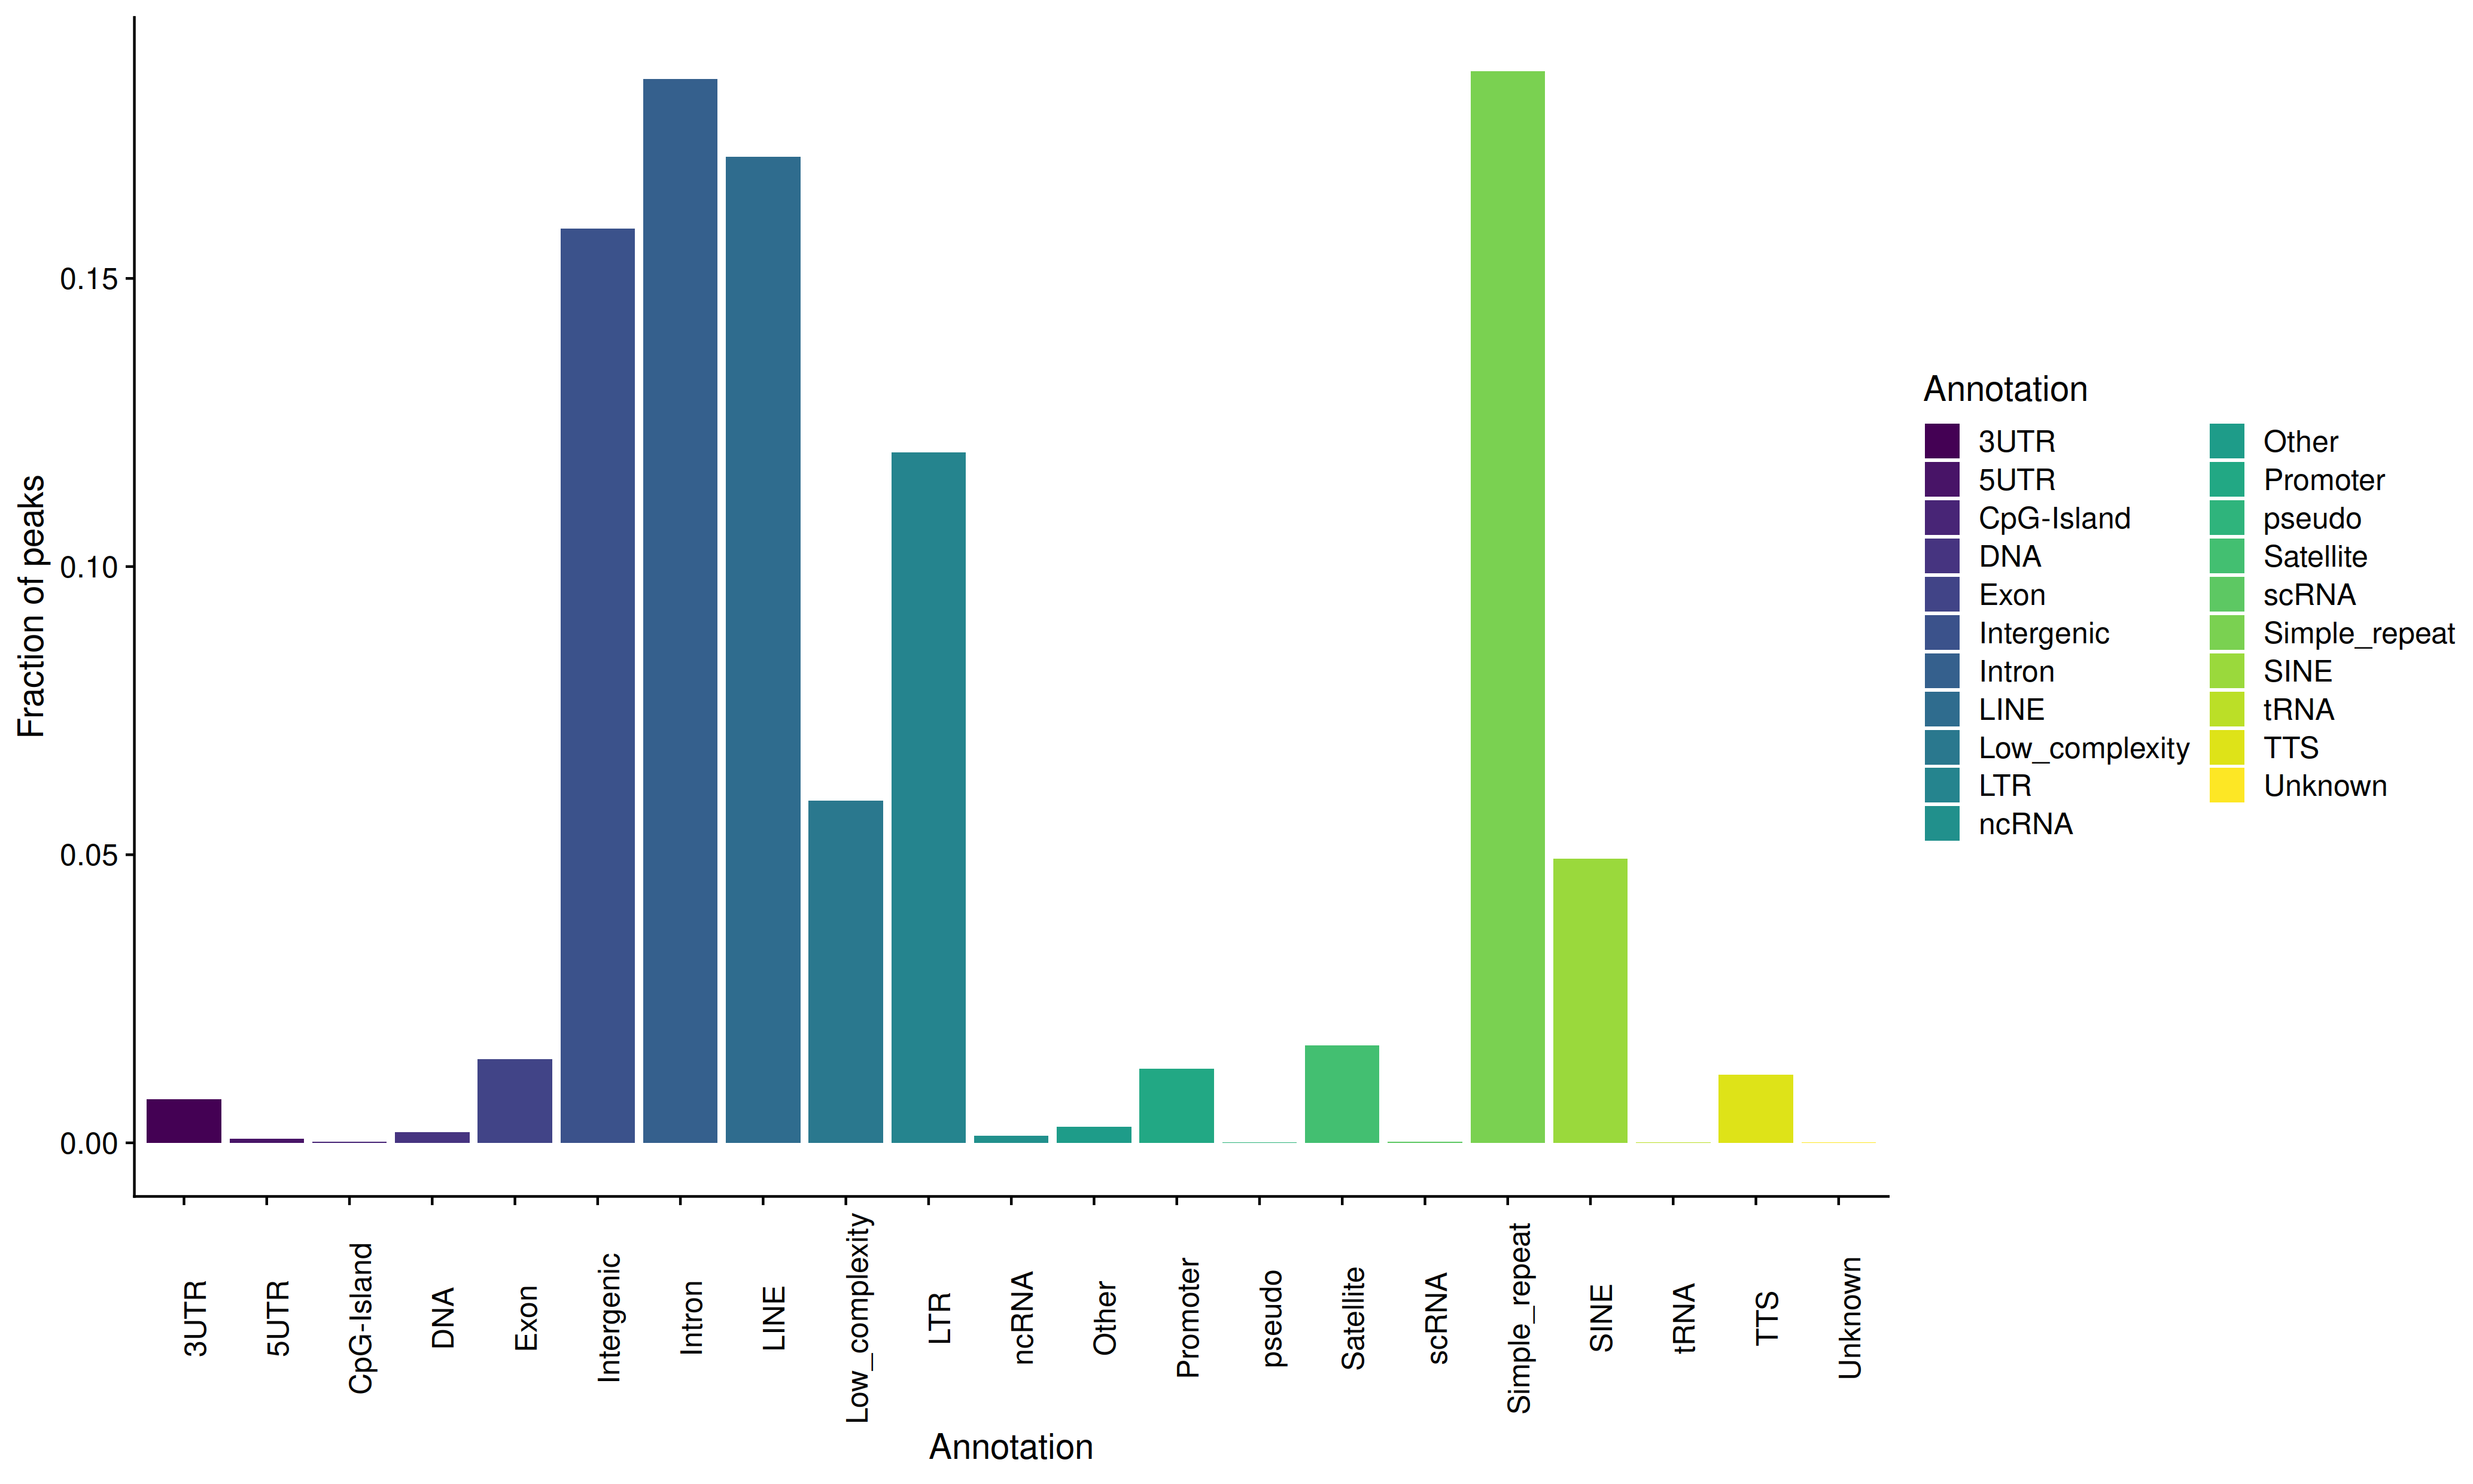 Fraction of peaks
0.15
0.10
0.05
0.00
3UTR
5UTR
CpG-Island
DNA
Exon
Intergenic
Intron
LINE
Low_complexity
LTR
ncRNA
Other
Promoter
pseudo
Satellite
scRNA
Simple_repeat
SINE
tRNA
TTS
Unknown
Annotation
Annotation
3UTR
5UTR
CpG-Island
DNA
Exon
Intergenic
Intron
LINE
Low_complexity
LTR
ncRNA
Other
Promoter
pseudo
Satellite
scRNA
Simple_repeat
SINE
tRNA
TTS
Unknown